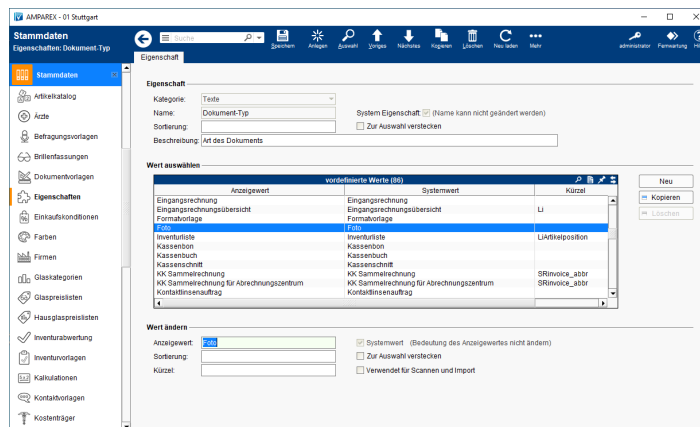 AMPAREX - 01 Stuttgart
Stammdaten
Eigenschaften: Dokument-Typ
Suche
Speichern
Anlegen
Auswahl
Voriges
Nächstes
Kopieren
Löschen
Neu laden
Mehr
administrator
Fernwartung
Stammdaten
Artikelkatalog
Ärzte
Befragungsvorlagen
Brillenfassungen
Dokumentvorlagen
Eigenschaften
Einkaufskonditionen
Farben
Firmen
Glaskategorien
Glaspreislisten
Hausglaspreislisten
Inventurabwertung
Inventurvorlagen
Kalkulationen
Kontaktvorlagen
Kostenträger
Eigenschaft
Eigenschaft
Kategorie: Texte
Name: Dokument-Typ System Eigenschaft: (Name kann nicht geändert werden)
Sortierung: Zur Auswahl verstecken
Beschreibung: Art des Dokuments
Wert auswählen
vordefinierte Werte (86)
Anzeigewert Systemwert Kürzel
Eingangsrechnung Eingangsrechnung
Eingangsrechnungsübersicht Eingangsrechnungsübersicht Li
Formatvorlage Formatvorlage
Foto Foto
Inventurliste Inventurliste LiArtikelposition
Kassenbon Kassenbon
Kassenbuch Kassenbuch
Kassenschnitt Kassenschnitt
KK Sammelrechnung KK Sammelrechnung SRinvoice_abbr
KK Sammelrechnung für Abrechnungszentrum KK Sammelrechnung für Abrechnungszentrum SRinvoice_abbr
Kontaktlinsenauftrag Kontaktlinsenauftrag
Neu
Kopieren
Löschen
Wert ändern
Anzeigewert: Foto Systemwert (Bedeutung des Anzeigewertes nicht ändern)
Sortierung: Zur Auswahl verstecken
Kürzel: Verwendet für Scannen und Import